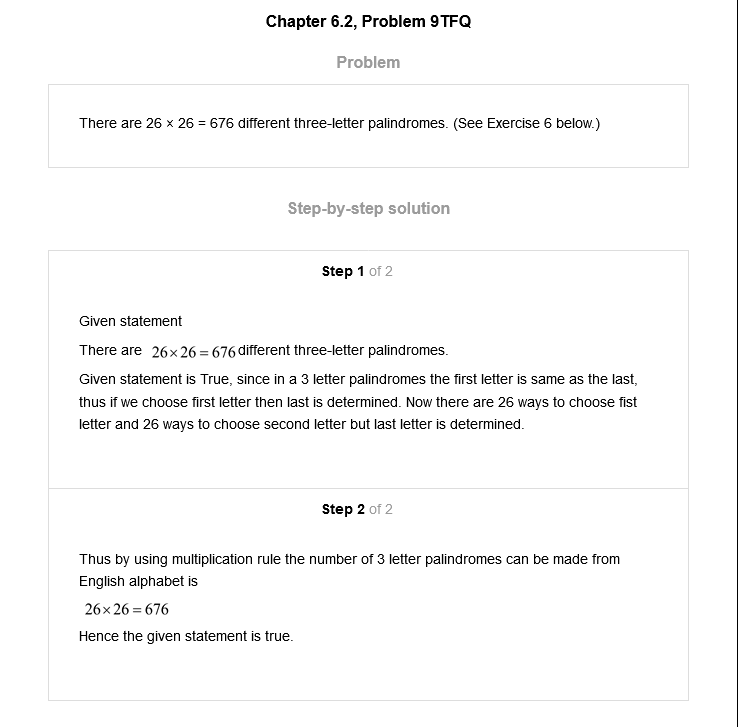 Chapter 6.2, Problem 9TFQ
Problem
There are 26 × 26 = 676 different three-letter palindromes. (See Exercise 6 below.)
Step-by-step solution
Step 1 of 2
Given statement
There are 26×26=676 different three-letter palindromes.
Given statement is True, since in a 3 letter palindromes the first letter is same as the last,
thus if we choose first letter then last is determined. Now there are 26 ways to choose fist
letter and 26 ways to choose second letter but last letter is determined.
Step 2 of 2
Thus by using multiplication rule the number of 3 letter palindromes can be made from
English alphabet is
26×26=676
Hence the given statement is true.